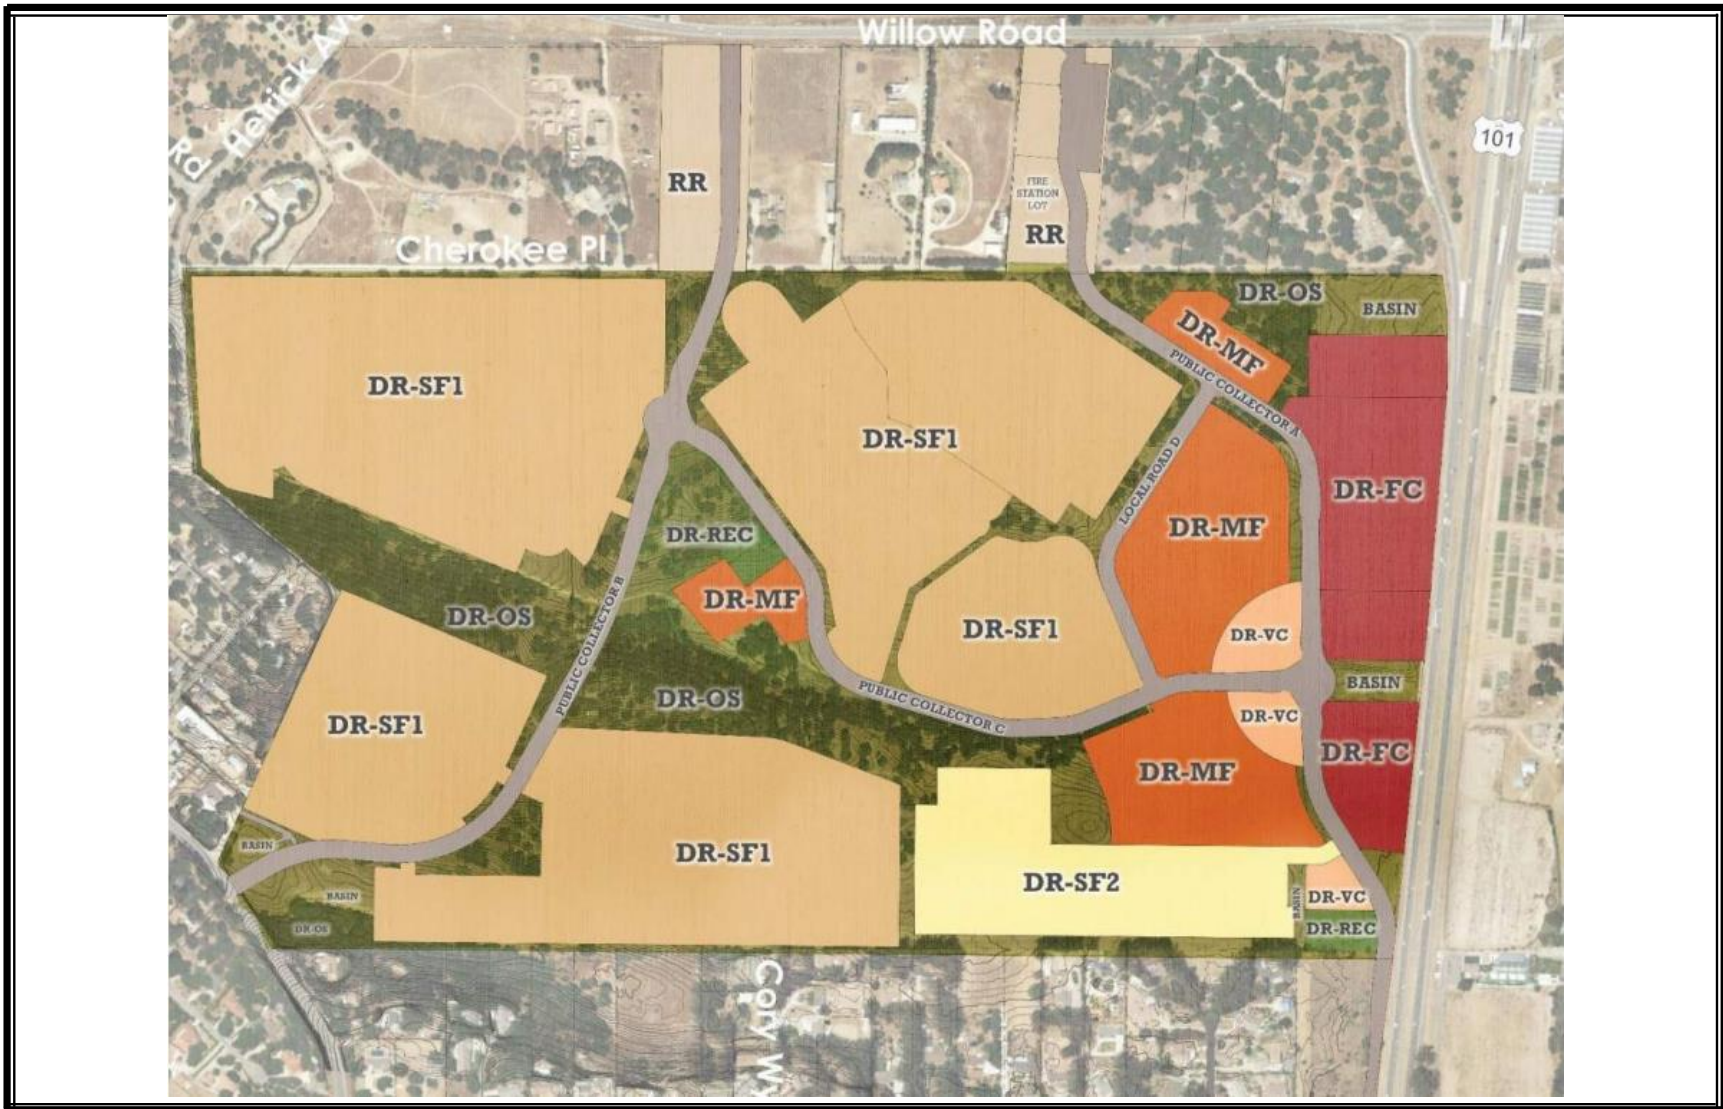 Willow Road
Hetrick Ave
Rd.
101
RR
FIRE
STATION
LOT
RR
Cherokee Pl
DR-OS
BASIN
DR-MF
PUBLIC COLLECTOR A
DR-SF1
DR-SF1
LOCAL ROAD D
DR-FC
DR-REC
DR-MF
DR-MF
PUBLIC COLLECTOR B
DR-OS
DR-SF1
DR-VC
DR-OS
PUBLIC COLLECTOR C
BASIN
DR-SF1
DR-VC
DR-FC
DR-MF
BASIN
DR-SF1
DR-SF2
BASIN
BASIN
DR-VC
DR-OS
DR-REC
Cory